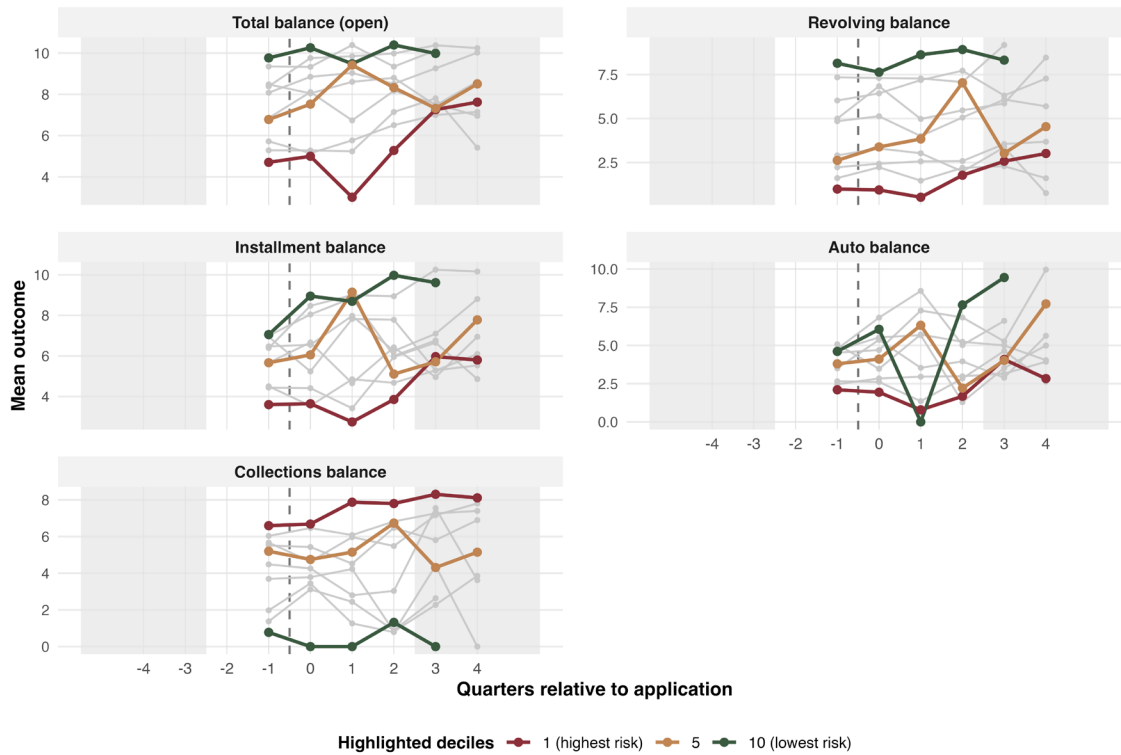 Total balance (open)
Revolving balance
10
8
6
4
7.5
5.0
2.5
Installment balance
Auto balance
10
8
6
4
10.0
7.5
5.0
2.5
0.0
-4 -3 -2 -1 0 1 2 3 4
Collections balance
8
6
4
2
0
-4 -3 -2 -1 0 1 2 3 4
Mean outcome
Quarters relative to application
Highlighted deciles 1 (highest risk) 5 10 (lowest risk)